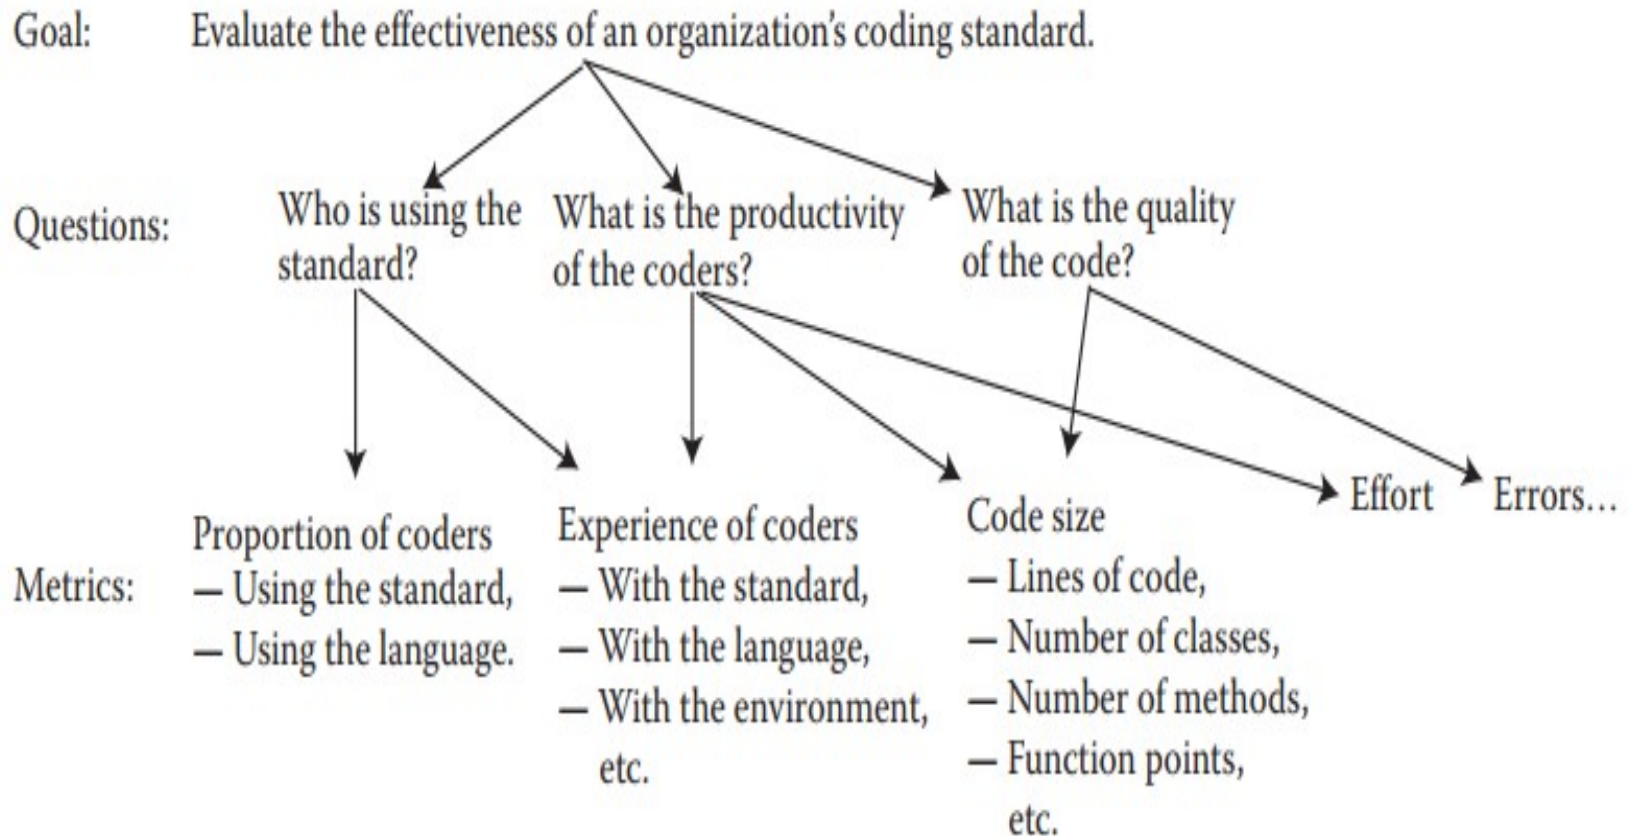 Goal: Evaluate the effectiveness of an organization's coding standard.
Questions:
Who is using the
standard?
What is the productivity
of the coders?
What is the quality
of the code?
Metrics:
Proportion of coders
— Using the standard,
— Using the language.
Experience of coders
— With the standard,
— With the language,
— With the environment,
etc.
Code size
— Lines of code,
— Number of classes,
— Number of methods,
— Function points,
etc.
Effort
Errors...